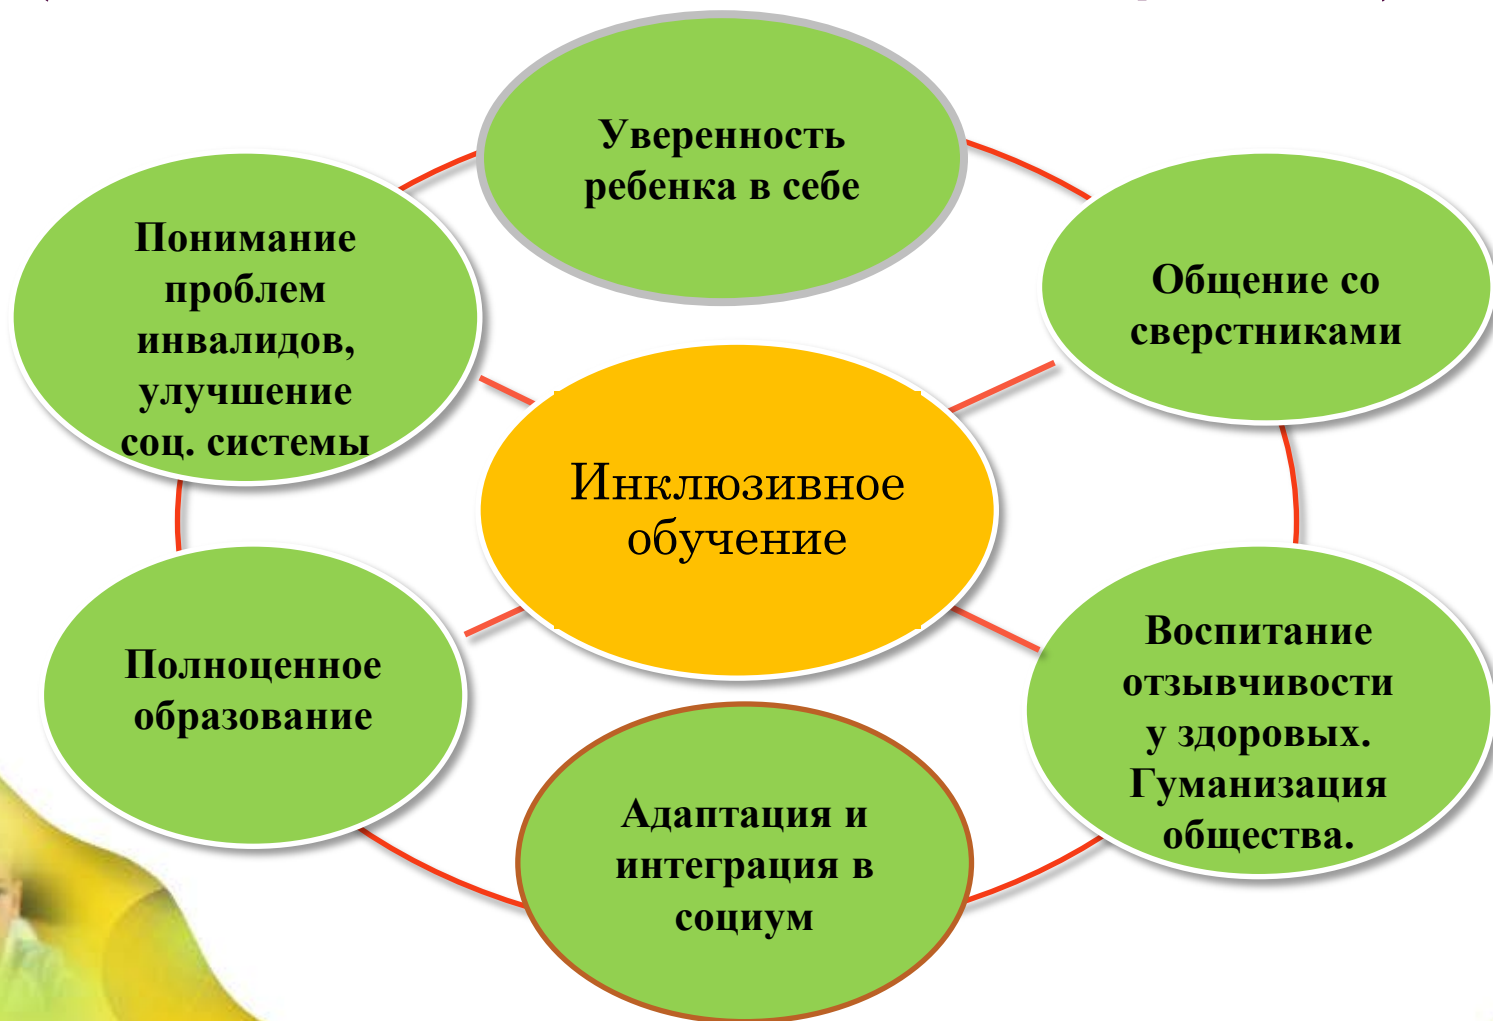 Уверенность
ребенка в себе
Понимание
проблем
инвалидов,
улучшение
соц. системы
Общение со
сверстниками
Инклюзивное
обучение
Полноценное
образование
Воспитание
отзывчивости
у здоровых.
Гуманизация
общества.
Адаптация и
интеграция в
социум